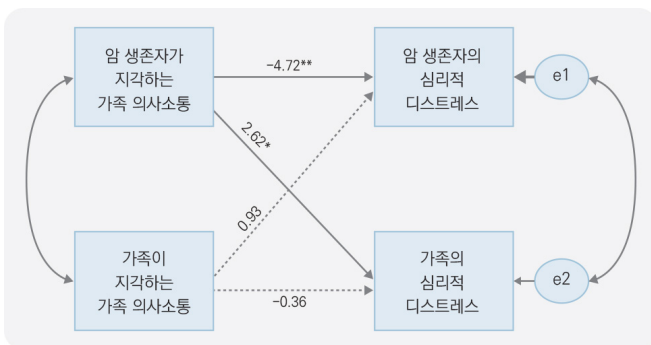 암 생존자가
지각하는
가족 의사소통
-4.72**
암 생존자의
심리적
디스트레스
e1
2.62*
0.93
가족이
지각하는
가족 의사소통
-0.36
가족의
심리적
디스트레스
e2